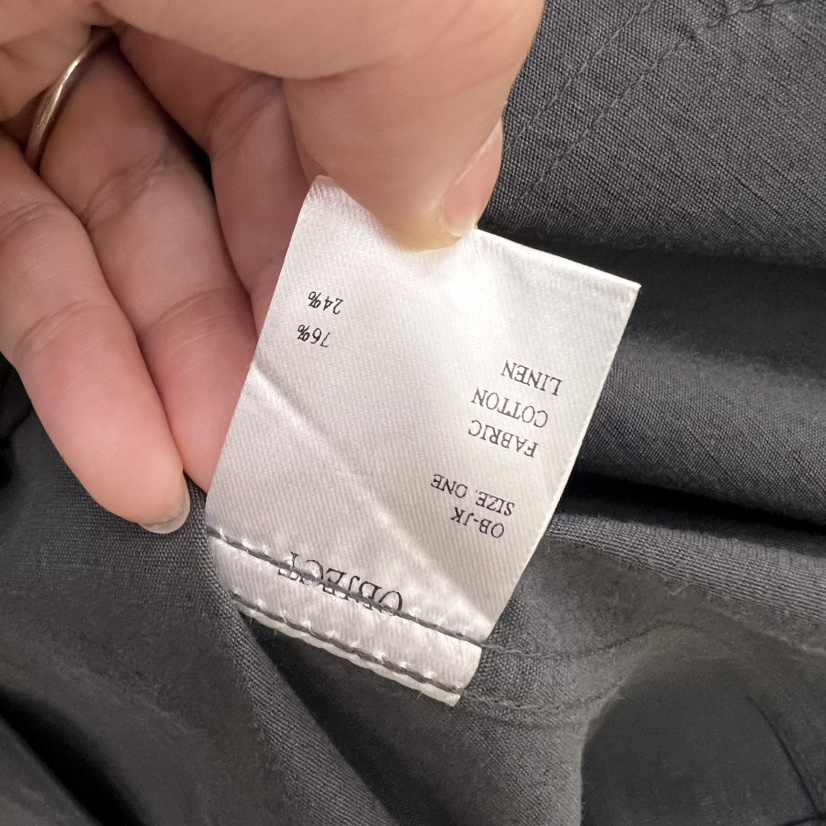 OBJECT
OB-JK
SIZE. ONE
FABRIC
COTTON 76%
LINEN 24%